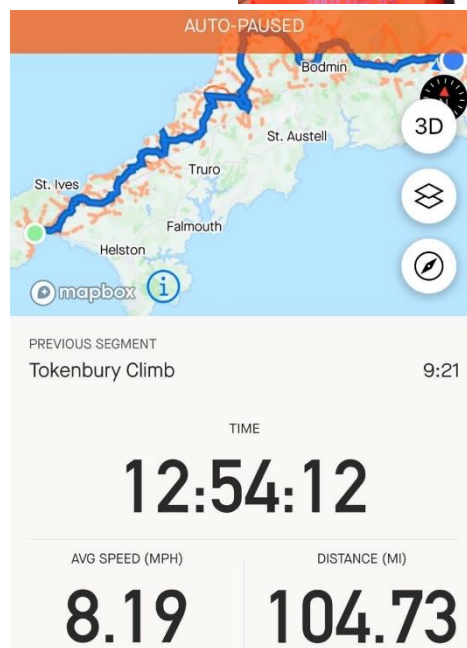 AUTO-PAUSED
Bodmin
3D
St. Austell
Truro
St. Ives
Falmouth
Helston
mapbox i
PREVIOUS SEGMENT
Tokenbury Climb 9:21
TIME
12:54:12
AVG SPEED (MPH) DISTANCE (MI)
8.19 104.73